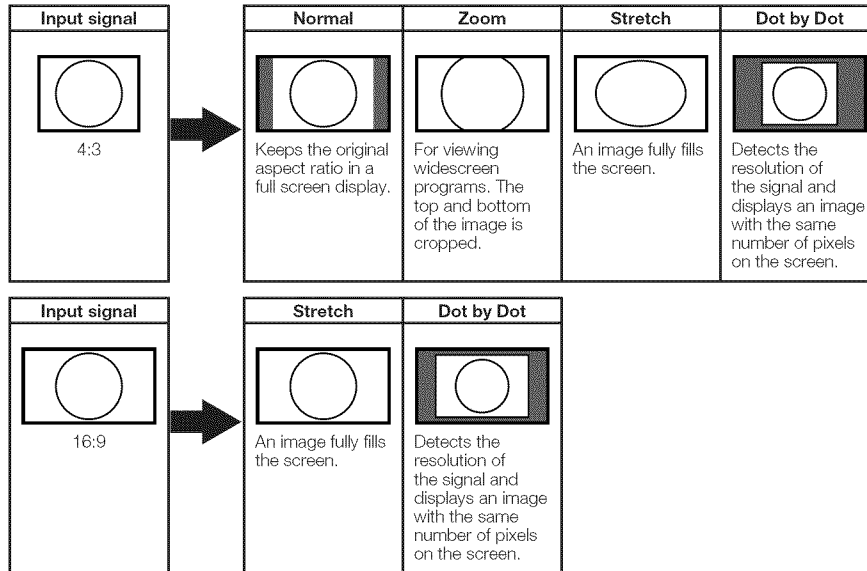 Input signal
4:3
Normal
Keeps the original
aspect ratio in a
full screen display.
Zoom
For viewing
widescreen
programs. The
top and bottom
of the image is
cropped.
Stretch
An image fully fills
the screen.
Dot by Dot
Detects the
resolution of
the signal and
displays an image
with the same
number of pixels
on the screen.
Input signal
16:9
Stretch
An image fully fills
the screen.
Dot by Dot
Detects the
resolution of
the signal and
displays an image
with the same
number of pixels
on the screen.